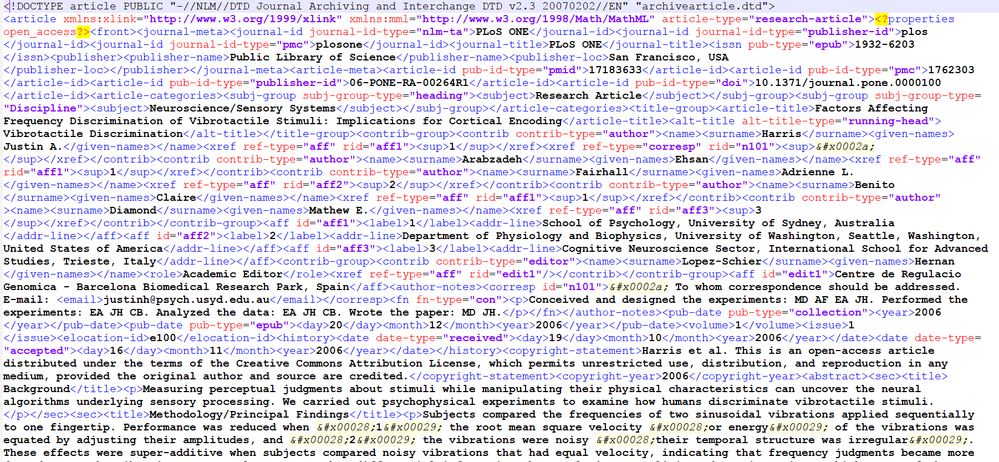 <!DOCTYPE article PUBLIC "-//NLM//DTD Journal Archiving and Interchange DTD v2.3 20070202//EN" "archivearticle.dtd">
<article xmlns:xlink="http://www.w3.org/1999/xlink" xmlns:mml="http://www.w3.org/1998/Math/MathML" article-type="research-article"><?properties
open_access?><front><journal-meta><journal-id journal-id-type="nlm-ta">PLoS ONE</journal-id><journal-id journal-id-type="publisher-id">plos
</journal-id><journal-id journal-id-type="pmc">plosone</journal-id><journal-title>PLoS ONE</journal-title><issn pub-type="epub">1932-6203
</issn><publisher><publisher-name>Public Library of Science</publisher-name><publisher-loc>San Francisco, USA
</publisher-loc></publisher></journal-meta><article-meta><article-id pub-id-type="pmid">17183633</article-id><article-id pub-id-type="pmc">1762303
</article-id><article-id pub-id-type="publisher-id">06-PONE-RA-00264R1</article-id><article-id pub-id-type="doi">10.1371/journal.pone.0000100
</article-id><article-categories><subj-group subj-group-type="heading"><subject>Research Article</subject></subj-group><subj-group subj-group-type=
"Discipline"><subject>Neuroscience/Sensory Systems</subject></subj-group></article-categories><title-group><article-title>Factors Affecting
Frequency Discrimination of Vibrotactile Stimuli: Implications for Cortical Encoding</article-title><alt-title alt-title-type="running-head">
Vibrotactile Discrimination</alt-title></title-group><contrib-group><contrib contrib-type="author"><name><surname>Harris</surname><given-names>
Justin A.</given-names></name><xref ref-type="aff" rid="aff1"><sup>1</sup></xref><xref ref-type="corresp" rid="n101"><sup>&#x0002a;
</sup></xref></contrib><contrib contrib-type="author"><name><surname>Arabzadeh</surname><given-names>Ehsan</given-names></name><xref ref-type="aff"
rid="aff1"><sup>1</sup></xref></contrib><contrib contrib-type="author"><name><surname>Fairhall</surname><given-names>Adrienne L.
</given-names></name><xref ref-type="aff" rid="aff2"><sup>2</sup></xref></contrib><contrib contrib-type="author"><name><surname>Benito
</surname><given-names>Claire</given-names></name><xref ref-type="aff" rid="aff1"><sup>1</sup></xref></contrib><contrib contrib-type="author"
><name><surname>Diamond</surname><given-names>Mathew E.</given-names></name><xref ref-type="aff" rid="aff3"><sup>3
</sup></xref></contrib></contrib-group><aff id="aff1"><label>1</label><addr-line>School of Psychology, University of Sydney, Australia
</addr-line></aff><aff id="aff2"><label>2</label><addr-line>Department of Physiology and Biophysics, University of Washington, Seattle, Washington,
United States of America</addr-line></aff><aff id="aff3"><label>3</label><addr-line>Cognitive Neuroscience Sector, International School for Advanced
Studies, Trieste, Italy</addr-line></aff><contrib-group><contrib contrib-type="editor"><name><surname>Lopez-Schier</surname><given-names>Hernan
</given-names></name><role>Academic Editor</role><xref ref-type="aff" rid="edit1"/></contrib></contrib-group><aff id="edit1">Centre de Regulacio
Genomica - Barcelona Biomedical Research Park, Spain</aff><author-notes><corresp id="n101">&#x0002a; To whom correspondence should be addressed.
E-mail: <email>justinh@psych.usyd.edu.au</email></corresp><fn fn-type="con"><p>Conceived and designed the experiments: MD AF EA JH. Performed the
experiments: EA JH CB. Analyzed the data: EA JH CB. Wrote the paper: MD JH.</p></fn></author-notes><pub-date pub-type="collection"><year>2006
</year></pub-date><pub-date pub-type="epub"><day>20</day><month>12</month><year>2006</year></pub-date><volume>1</volume><issue>1
</issue><elocation-id>e100</elocation-id><history><date date-type="received"><day>19</day><month>10</month><year>2006</year></date><date date-type=
"accepted"><day>16</day><month>11</month><year>2006</year></date></history><copyright-statement>Harris et al. This is an open-access article
distributed under the terms of the Creative Commons Attribution License, which permits unrestricted use, distribution, and reproduction in any
medium, provided the original author and source are credited.</copyright-statement><copyright-year>2006</copyright-year><abstract><sec><title>
Background</title><p>Measuring perceptual judgments about stimuli while manipulating their physical characteristics can uncover the neural
algorithms underlying sensory processing. We carried out psychophysical experiments to examine how humans discriminate vibrotactile stimuli.
</p></sec><sec><title>Methodology/Principal Findings</title><p>Subjects compared the frequencies of two sinusoidal vibrations applied sequentially
to one fingertip. Performance was reduced when &#x00028;1&#x00029; the root mean square velocity &#x00028;or energy&#x00029; of the vibrations was
equated by adjusting their amplitudes, and &#x00028;2&#x00029; the vibrations were noisy &#x00028;their temporal structure was irregular&#x00029;.
These effects were super-additive when subjects compared noisy vibrations that had equal velocity, indicating that frequency judgments became more